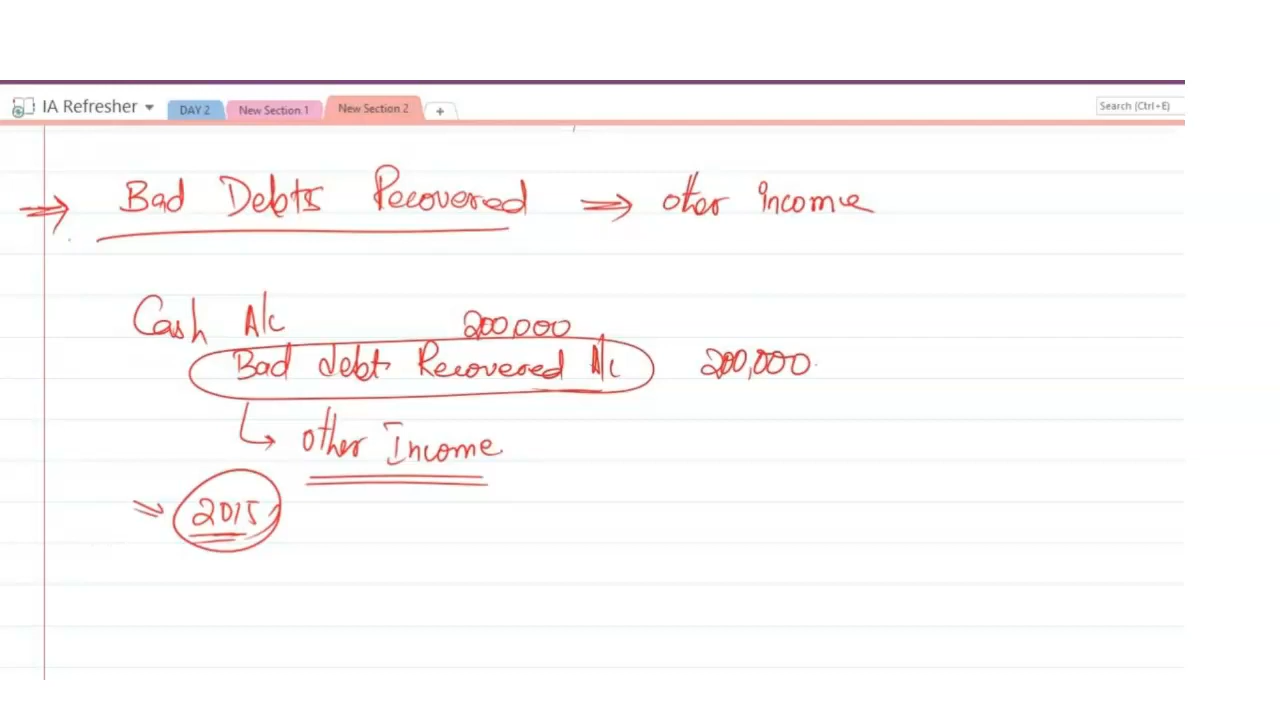 IA Refresher DAY 2 New Section 1 New Section 2 + Search (Ctrl+E)
⇒ Bad Debts Recovered ⇒ other Income
Cash A/c 200,000
Bad debt Recovered A/c 200,000
↳ other Income
⇒ 2015